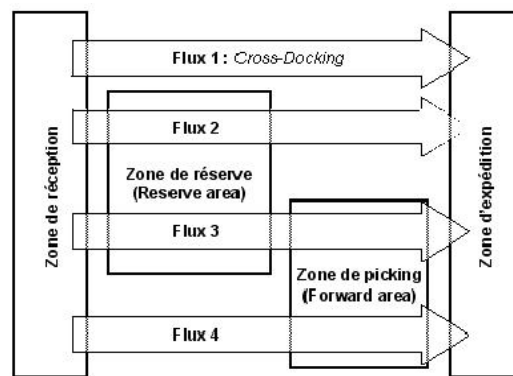 Zone de réception
Flux 1 : Cross-Docking
Flux 2
Zone de réserve
(Reserve area)
Flux 3
Zone de picking
(Forward area)
Flux 4
Zone d'expédition